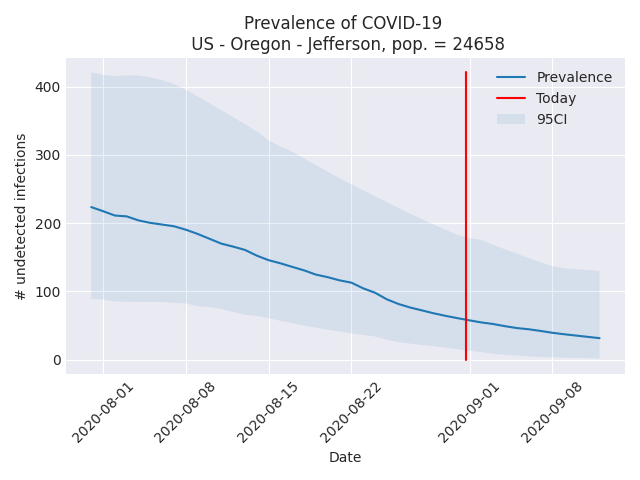 Prevalence of COVID-19
US - Oregon - Jefferson, pop. = 24658
Prevalence
Today
95CI
400
300
200
100
0
# undetected infections
2020-08-01
2020-08-08
2020-08-15
2020-08-22
2020-09-01
2020-09-08
Date